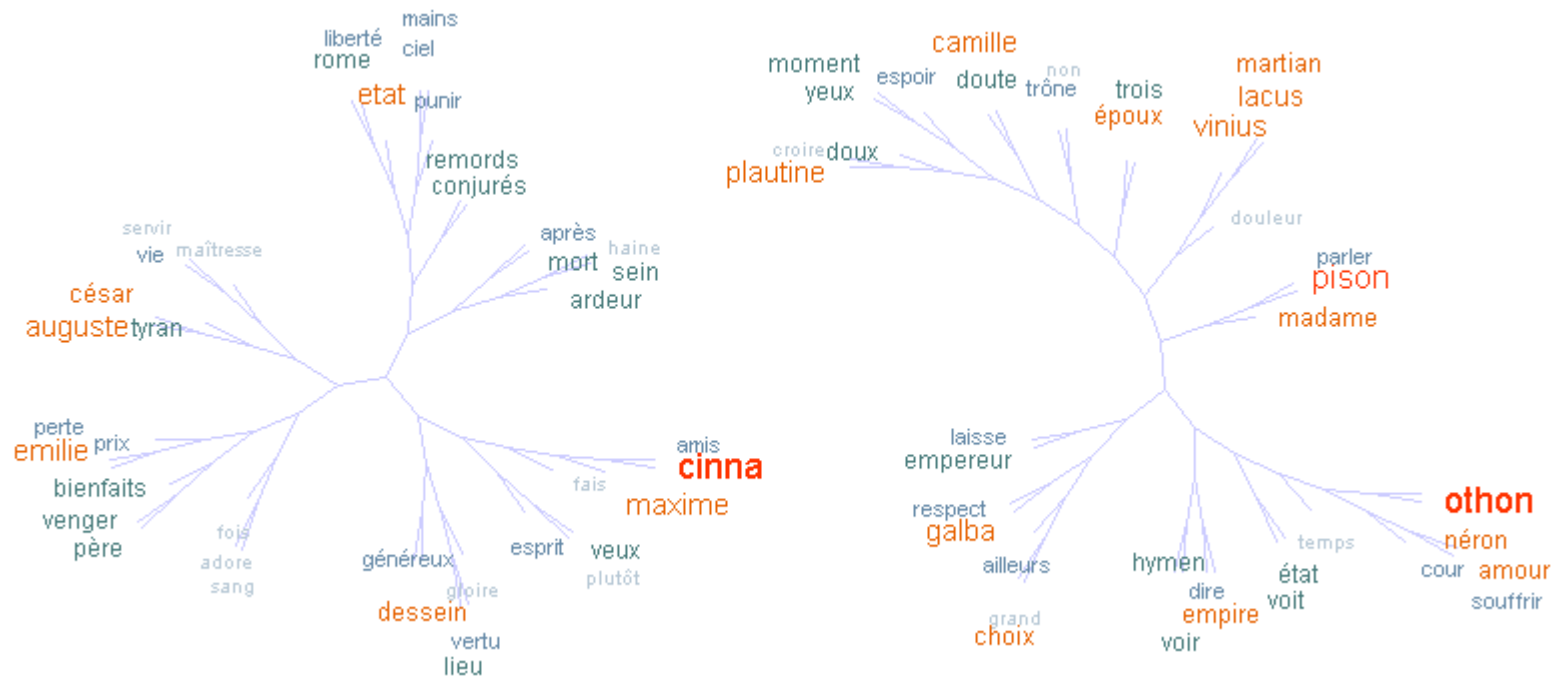 mains
liberté
ciel
rome
etat
punir
remords
conjurés
servir
vie
maîtresse
après
haine
mort
sein
ardeur
césar
auguste
tyran
perte
prix
emilie
bienfaits
venger
père
fois
adore
sang
amis
cinna
fais
maxime
esprit
veux
plutôt
généreux
gloire
dessein
vertu
lieu
camille
moment
espoir
doute
non
yeux
trône
trois
époux
martian
lacus
vinius
croire
doux
plautine
douleur
parler
pison
madame
laisse
empereur
respect
galba
ailleurs
grand
choix
hymen
dire
empire
voir
temps
état
voit
othon
néron
cour
amour
souffrir